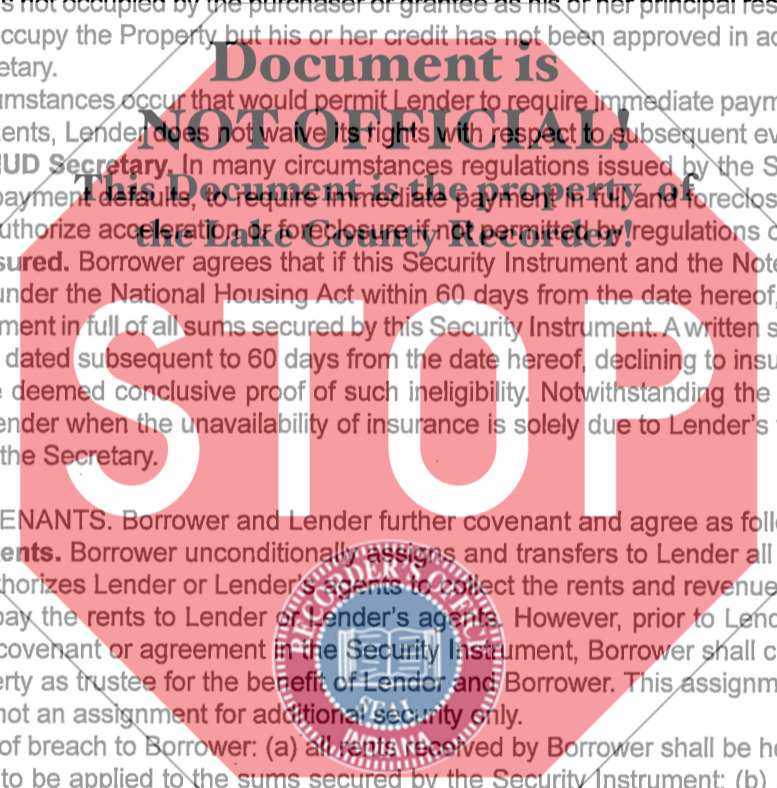 s not occupied by the purchaser or grantee as his or her principal res
ccupy the Property but his or her credit has not been approved in ac
etary.
Document is
umstances occur that would permit Lender to require immediate paym
NOT OFFICIAL!
ents, Lender does not waive its rights with respect to subsequent ev
IUD Secretary. In many circumstances regulations issued by the S
This Document is the property of
payment defaults, to require immediate payment in full and foreclos
the Lake County Recorder!
uthorize acceleration or foreclosure if not permitted by regulations o
sured. Borrower agrees that if this Security Instrument and the Note
under the National Housing Act within 60 days from the date hereof,
ment in full of all sums secured by this Security Instrument. A written s
dated subsequent to 60 days from the date hereof, declining to insu
e deemed conclusive proof of such ineligibility. Notwithstanding the
ender when the unavailability of insurance is solely due to Lender's
the Secretary.
STOP
ENANTS. Borrower and Lender further covenant and agree as follo
ents. Borrower unconditionally assigns and transfers to Lender all
horizes Lender or Lender's agents to collect the rents and revenue
pay the rents to Lender or Lender's agents. However, prior to Lend
covenant or agreement in the Security Instrument, Borrower shall c
erty as trustee for the benefit of Lender and Borrower. This assignm
not an assignment for additional security only.
of breach to Borrower: (a) all rents received by Borrower shall be he
to be applied to the sums secured by the Security Instrument; (b)
RECORDER'S OFFICE
SEAL
INDIANA